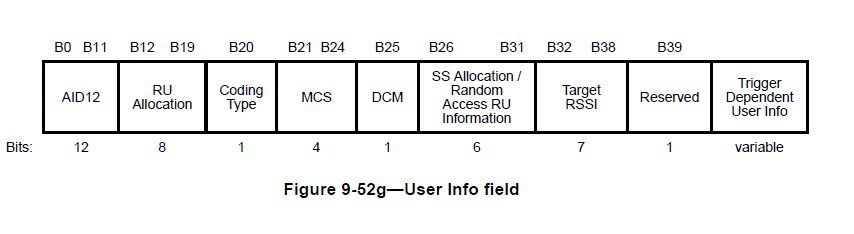 B0 B11 B12 B19 B20 B21 B24 B25 B26 B31 B32 B38 B39
AID12
RU
Allocation
Coding
Type
MCS
DCM
SS Allocation /
Random
Access RU
Information
Target
RSSI
Reserved
Trigger
Dependent
User Info
Bits: 12 8 1 4 1 6 7 1 variable
Figure 9-52g—User Info field